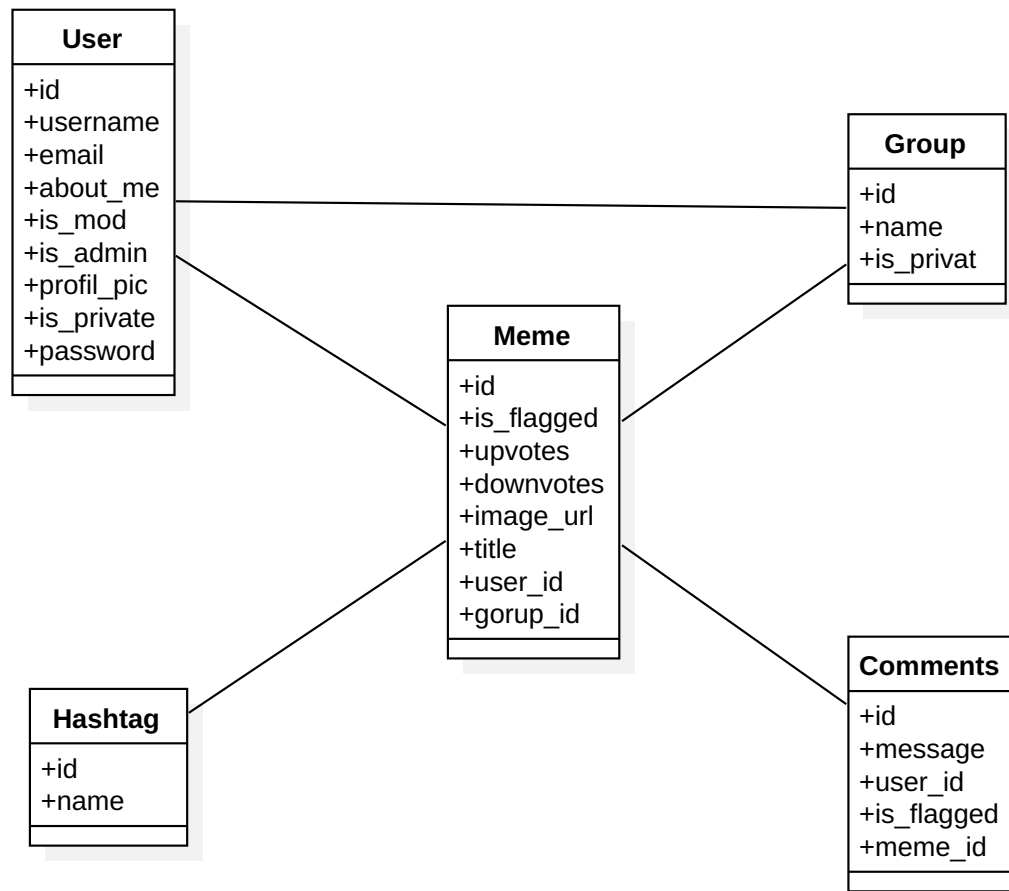 User
+id
+username
+email
+about_me
+is_mod
+is_admin
+profil_pic
+is_private
+password
Group
+id
+name
+is_privat
Meme
+id
+is_flagged
+upvotes
+downvotes
+image_url
+title
+user_id
+gorup_id
Hashtag
+id
+name
Comments
+id
+message
+user_id
+is_flagged
+meme_id